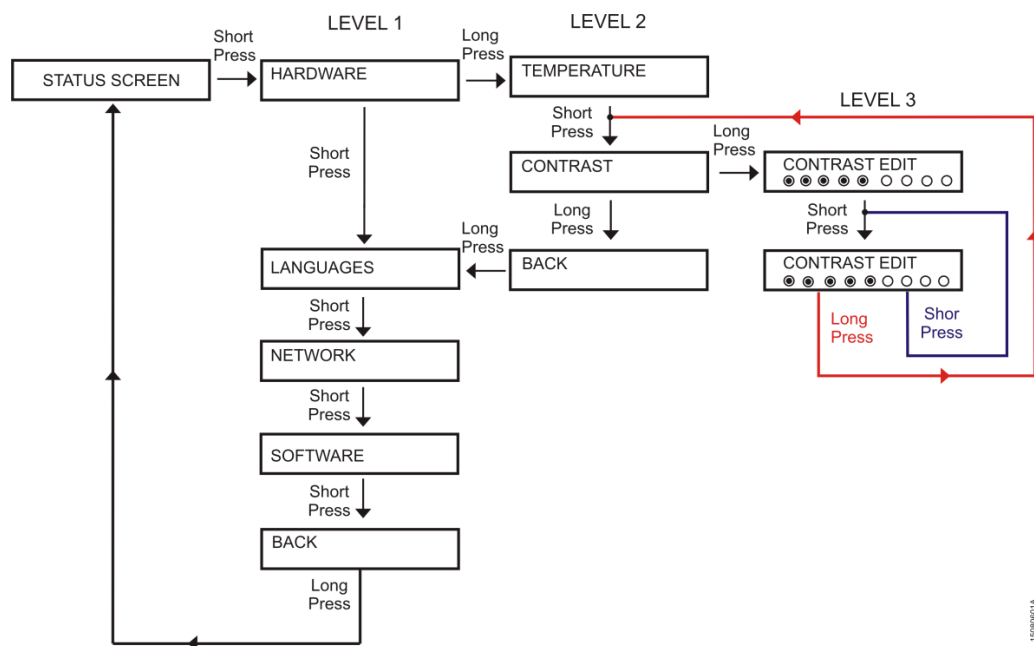 LEVEL 1
LEVEL 2
Short
Press
Long
Press
STATUS SCREEN
HARDWARE
TEMPERATURE
LEVEL 3
Short
Press
Long
Press
Short
Press
CONTRAST
CONTRAST EDIT
Long
Press
Short
Press
Long
Press
LANGUAGES
BACK
CONTRAST EDIT
Short
Press
Long
Press
Shor
Press
NETWORK
Short
Press
SOFTWARE
Short
Press
BACK
Long
Press
15080601A